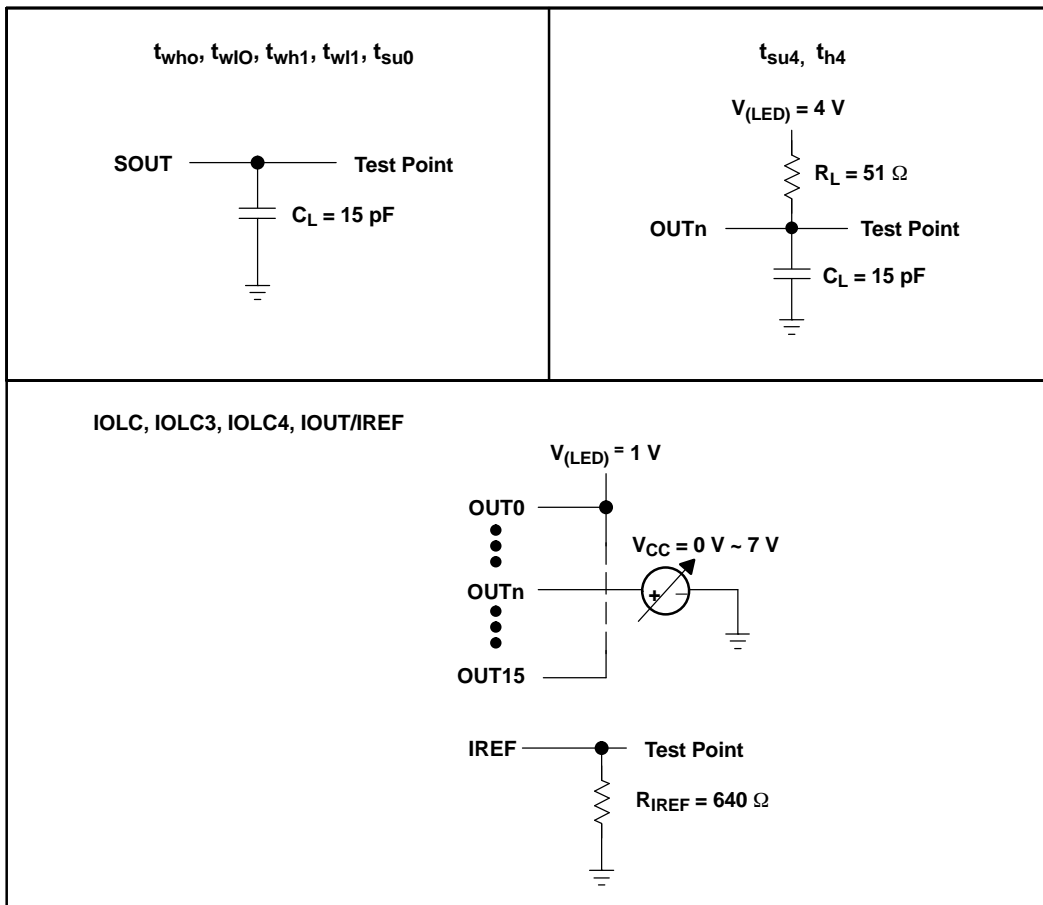 twho, twlO, twh1, twl1, tsu0
SOUT
Test Point
CL = 15 pF
tsu4, th4
V(LED) = 4 V
RL = 51 Ω
OUTn
Test Point
CL = 15 pF
IOLC, IOLC3, IOLC4, IOUT/IREF
V(LED) = 1 V
OUT0
VCC = 0 V ~ 7 V
OUTn
+ −
OUT15
IREF
Test Point
RIREF = 640 Ω